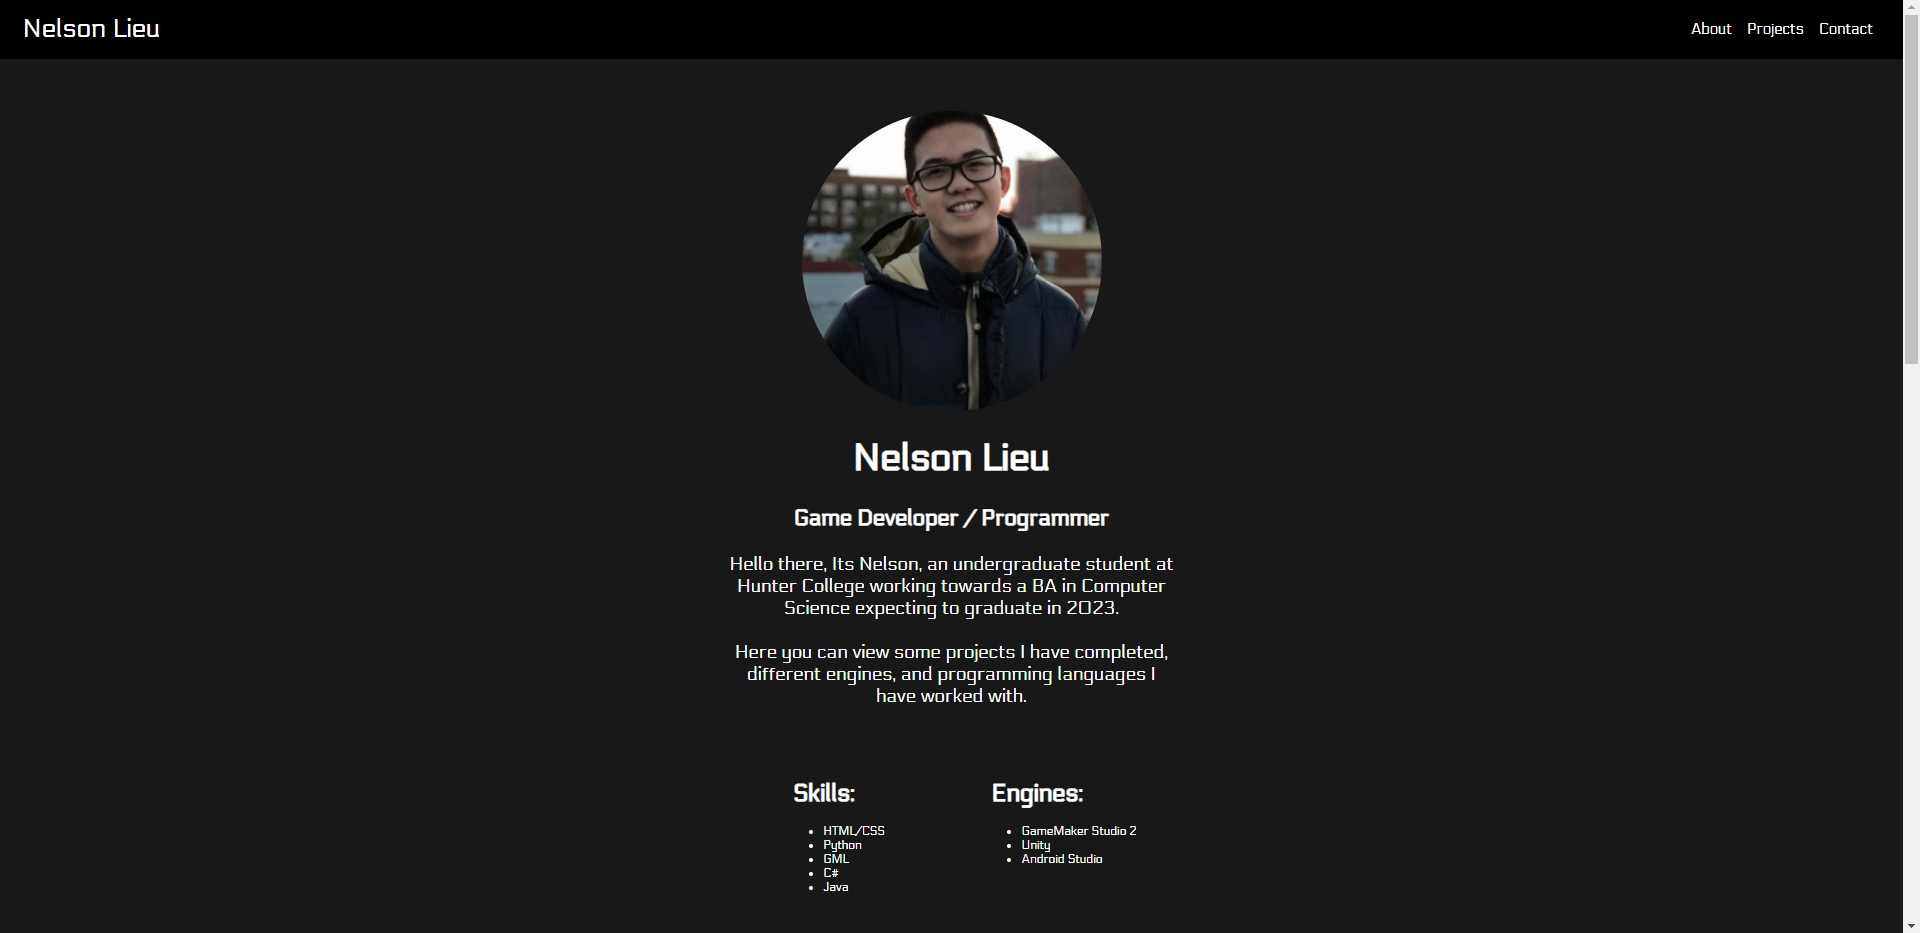 Nelson Lieu
About Projects Contact
Nelson Lieu
Game Developer / Programmer
Hello there, Its Nelson, an undergraduate student at
Hunter College working towards a BA in Computer
Science expecting to graduate in 2023.
Here you can view some projects I have completed,
different engines, and programming languages I
have worked with.
Skills:
• HTML/CSS
• Python
• GML
• C#
• Java
Engines:
• GameMaker Studio 2
• Unity
• Android Studio